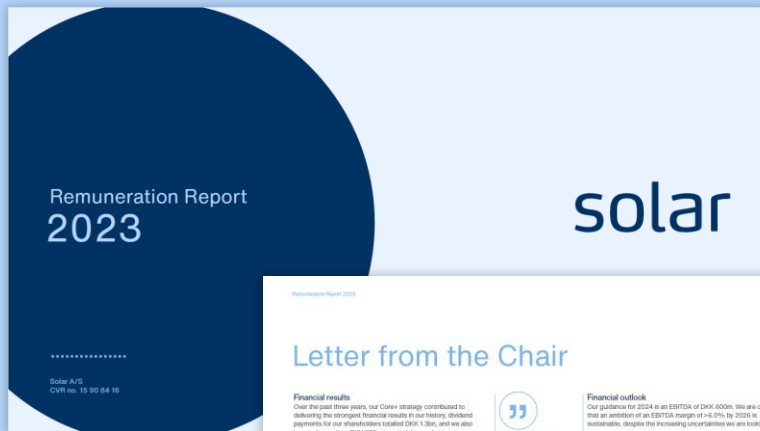 Remuneration Report
2023
solar
Solar A/S
CVR no. 15 90 84 16
Remuneration Report 2023
Letter from the Chair
Financial results
Over the past three years, our Core+ strategy contributed to
delivering the strongest financial results in our history, dividend
payments for our shareholders totalled DKK 1.3bn, and we also
Financial outlook
Our guidance for 2024 is an EBITDA of DKK 600m. We are
that an ambition of an EBITDA margin of >6.0% by 2026 is
sustainable, despite the increasing uncertainties we are